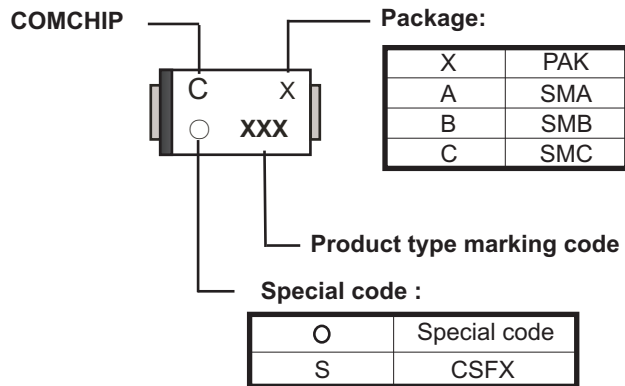 COMCHIP
Package:
C X
○ XXX
X PAK
A SMA
B SMB
C SMC
Product type marking code
Special code :
O Special code
S CSFX